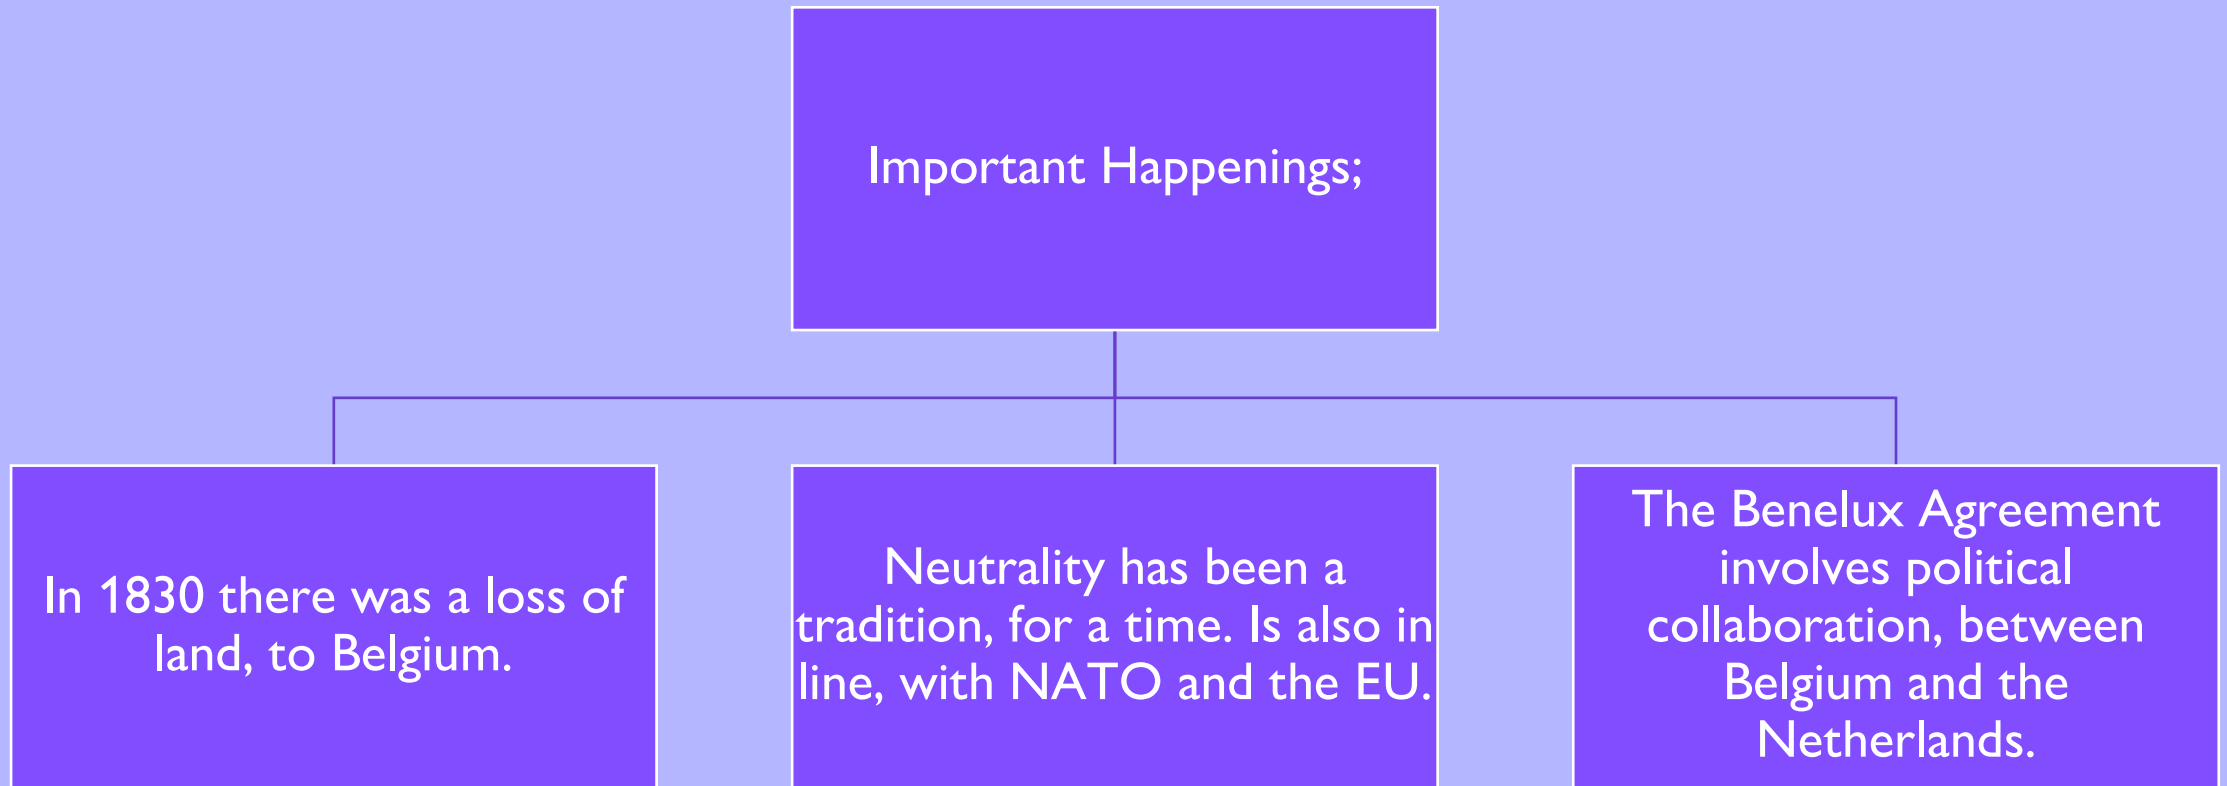 Important Happenings;
In 1830 there was a loss of
land, to Belgium.
Neutrality has been a
tradition, for a time. Is also in
line, with NATO and the EU.
The Benelux Agreement
involves political
collaboration, between
Belgium and the
Netherlands.